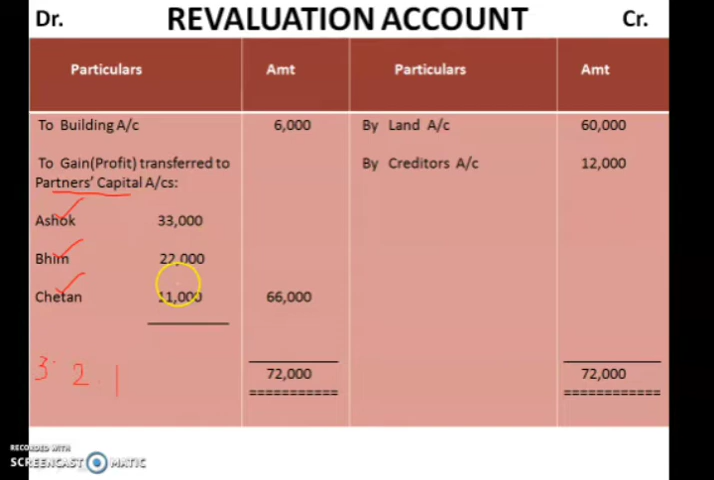 Dr. REVALUATION ACCOUNT Cr.
Particulars Amt Particulars Amt
To Building A/c 6,000 By Land A/c 60,000
To Gain(Profit) transferred to By Creditors A/c 12,000
Partners' Capital A/cs:
Ashok 33,000
Bhim 22,000
Chetan 11,000 66,000
3 : 2 . 1
72,000 72,000
RECORDED WITH
SCREENCAST MATIC